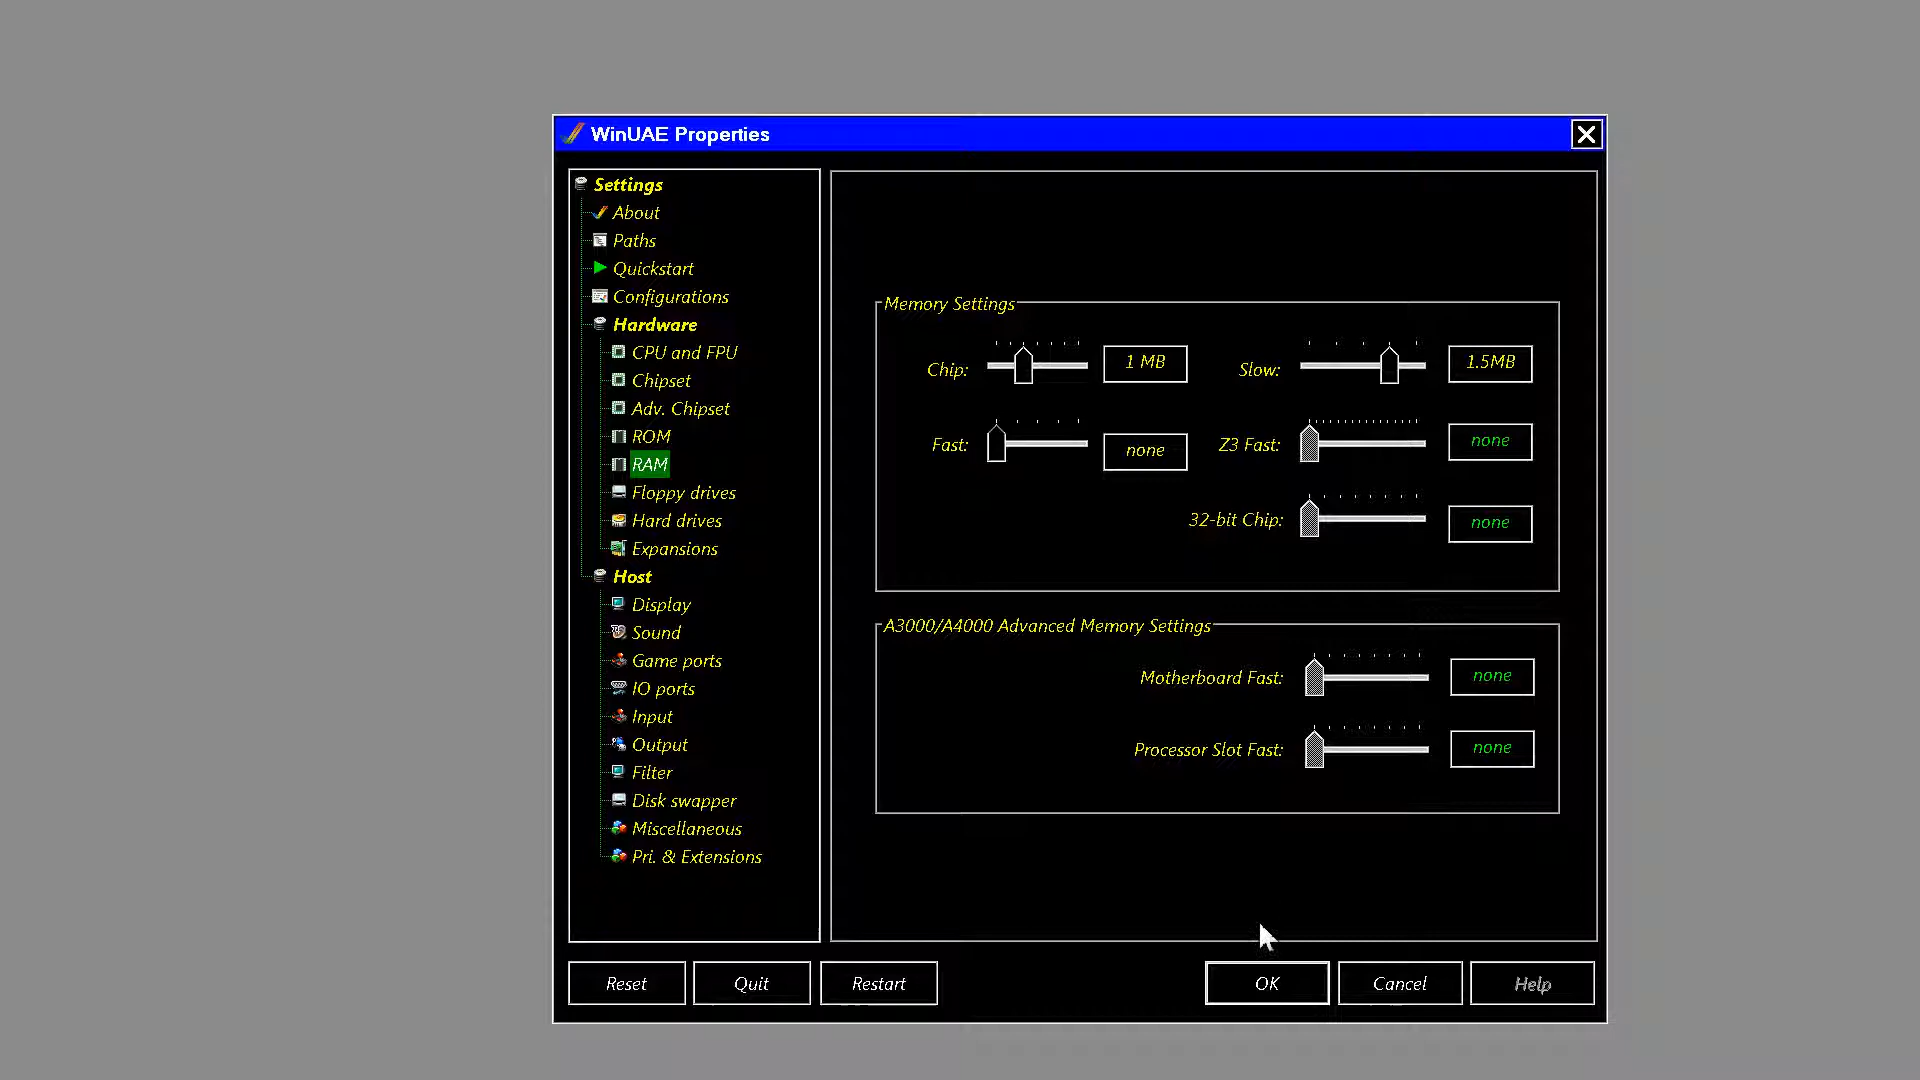 WinUAE Properties
Settings
About
Paths
Quickstart
Configurations
Hardware
CPU and FPU
Chipset
Adv. Chipset
ROM
RAM
Floppy drives
Hard drives
Expansions
Host
Display
Sound
Game ports
IO ports
Input
Output
Filter
Disk swapper
Miscellaneous
Pri. & Extensions
Memory Settings
Chip: 1 MB Slow: 1.5MB
Fast: none Z3 Fast: none
32-bit Chip: none
A3000/A4000 Advanced Memory Settings
Motherboard Fast: none
Processor Slot Fast: none
Reset Quit Restart OK Cancel Help